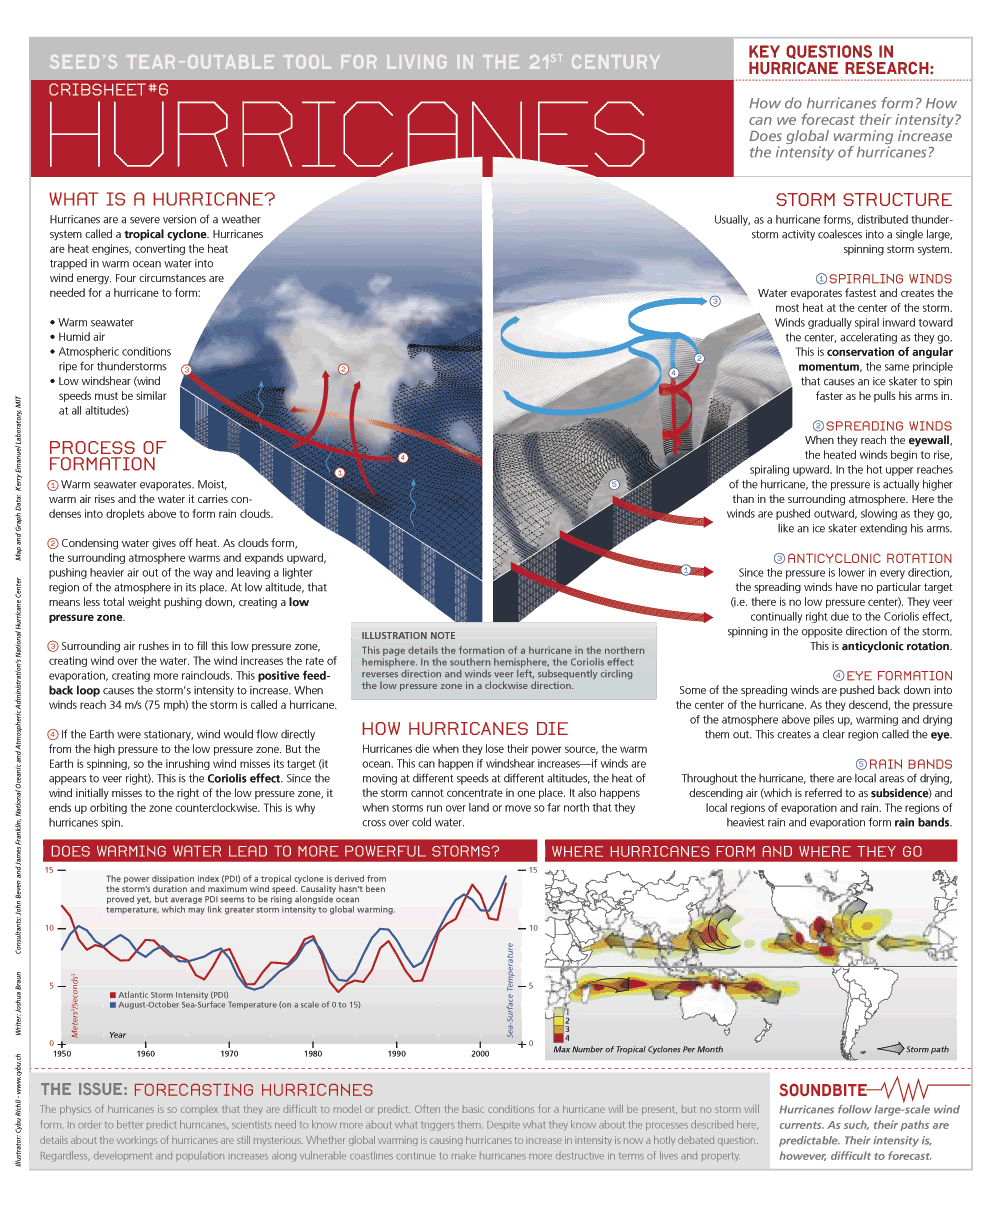 SEED'S TEAR-OUTABLE TOOL FOR LIVING IN THE 21ST CENTURY
CRIBSHEET#6
HURRICANES
KEY QUESTIONS IN
HURRICANE RESEARCH:
How do hurricanes form? How
can we forecast their intensity?
Does global warming increase
the intensity of hurricanes?
WHAT IS A HURRICANE?
Hurricanes are a severe version of a weather
system called a tropical cyclone. Hurricanes
are heat engines, converting the heat
trapped in warm ocean water into
wind energy. Four circumstances are
needed for a hurricane to form:
• Warm seawater
• Humid air
• Atmospheric conditions
ripe for thunderstorms
• Low windshear (wind
speeds must be similar
at all altitudes)
PROCESS OF
FORMATION
1 Warm seawater evaporates. Moist,
warm air rises and the water it carries con-
denses into droplets above to form rain clouds.
2 Condensing water gives off heat. As clouds form,
the surrounding atmosphere warms and expands upward,
pushing heavier air out of the way and leaving a lighter
region of the atmosphere in its place. At low altitude, that
means less total weight pushing down, creating a low
pressure zone.
3 Surrounding air rushes in to fill this low pressure zone,
creating wind over the water. The wind increases the rate of
evaporation, creating more rainclouds. This positive feed-
back loop causes the storm's intensity to increase. When
winds reach 34 m/s (75 mph) the storm is called a hurricane.
4 If the Earth were stationary, wind would flow directly
from the high pressure to the low pressure zone. But the
Earth is spinning, so the inrushing wind misses its target (it
appears to veer right). This is the Coriolis effect. Since the
wind initially misses to the right of the low pressure zone, it
ends up orbiting the zone counterclockwise. This is why
hurricanes spin.
3
2
4
1
3
2
4
5
1
ILLUSTRATION NOTE
This page details the formation of a hurricane in the northern
hemisphere. In the southern hemisphere, the Coriolis effect
reverses direction and winds veer left, subsequently circling
the low pressure zone in a clockwise direction.
HOW HURRICANES DIE
Hurricanes die when they lose their power source, the warm
ocean. This can happen if windshear increases—if winds are
moving at different speeds at different altitudes, the heat of
the storm cannot concentrate in one place. It also happens
when storms run over land or move so far north that they
cross over cold water.
STORM STRUCTURE
Usually, as a hurricane forms, distributed thunder-
storm activity coalesces into a single large,
spinning storm system.
1 SPIRALING WINDS
Water evaporates fastest and creates the
most heat at the center of the storm.
Winds gradually spiral inward toward
the center, accelerating as they go.
This is conservation of angular
momentum, the same principle
that causes an ice skater to spin
faster as he pulls his arms in.
2 SPREADING WINDS
When they reach the eyewall,
the heated winds begin to rise,
spiraling upward. In the hot upper reaches
of the hurricane, the pressure is actually higher
than in the surrounding atmosphere. Here the
winds are pushed outward, slowing as they go,
like an ice skater extending his arms.
3 ANTICYCLONIC ROTATION
Since the pressure is lower in every direction,
the spreading winds have no particular target
(i.e. there is no low pressure center). They veer
continually right due to the Coriolis effect,
spinning in the opposite direction of the storm.
This is anticyclonic rotation.
4 EYE FORMATION
Some of the spreading winds are pushed back down into
the center of the hurricane. As they descend, the pressure
of the atmosphere above piles up, warming and drying
them out. This creates a clear region called the eye.
5 RAIN BANDS
Throughout the hurricane, there are local areas of drying,
descending air (which is referred to as subsidence) and
local regions of evaporation and rain. The regions of
heaviest rain and evaporation form rain bands.
DOES WARMING WATER LEAD TO MORE POWERFUL STORMS?
The power dissipation index (PDI) of a tropical cyclone is derived from
the storm's duration and maximum wind speed. Causality hasn't been
proved yet, but average PDI seems to be rising alongside ocean
temperature, which may link greater storm intensity to global warming.
15
10
5
0
Meters³/Seconds²
Atlantic Storm Intensity (PDI)
August-October Sea-Surface Temperature (on a scale of 0 to 15)
Year
1950 1960 1970 1980 1990 2000
15
10
5
0
Sea-Surface Temperature
WHERE HURRICANES FORM AND WHERE THEY GO
1
2
3
4
Max Number of Tropical Cyclones Per Month
Storm path
THE ISSUE: FORECASTING HURRICANES
The physics of hurricanes is so complex that they are difficult to model or predict. Often the basic conditions for a hurricane will be present, but no storm will
form. In order to better predict hurricanes, scientists need to know more about what triggers them. Despite what they know about the processes described here,
details about the workings of hurricanes are still mysterious. Whether global warming is causing hurricanes to increase in intensity is now a hotly debated question.
Regardless, development and population increases along vulnerable coastlines continue to make hurricanes more destructive in terms of lives and property.
SOUNDBITE
Hurricanes follow large-scale wind
currents. As such, their paths are
predictable. Their intensity is,
however, difficult to forecast.
Illustrator: Cybu Richli - www.cybu.ch Writer: Joshua Braun Consultants: John Beven and James Franklin, National Oceanic and Atmospheric Administration's National Hurricane Center Map and Graph Data: Kerry Emanuel Laboratory, MIT